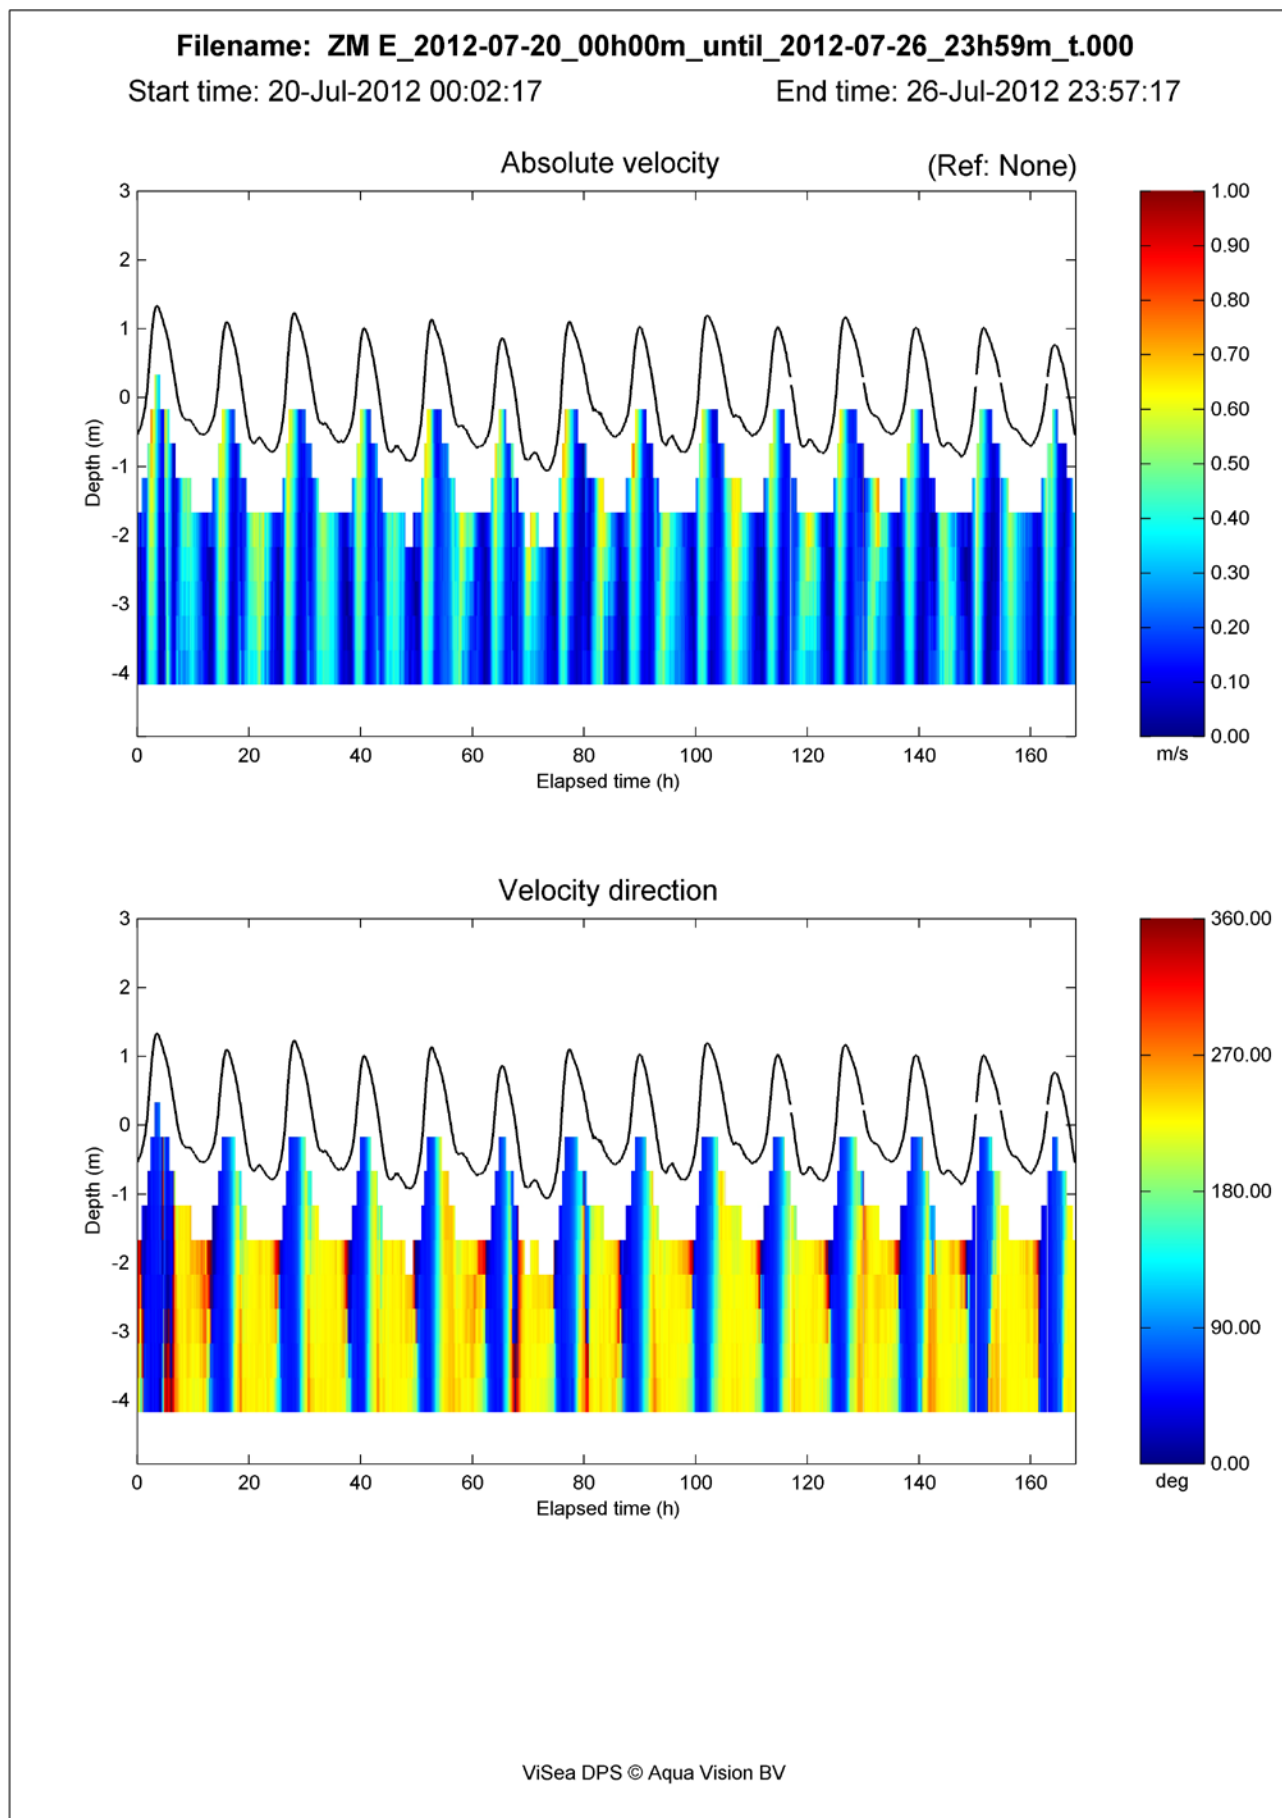 Filename: ZM E_2012-07-20_00h00m_until_2012-07-26_23h59m_t.000
Start time: 20-Jul-2012 00:02:17 End time: 26-Jul-2012 23:57:17
Absolute velocity (Ref: None)
3
2
1
0
-1
-2
-3
-4
Depth (m)
0 20 40 60 80 100 120 140 160
Elapsed time (h)
1.00
0.90
0.80
0.70
0.60
0.50
0.40
0.30
0.20
0.10
0.00
m/s
Velocity direction
3
2
1
0
-1
-2
-3
-4
Depth (m)
0 20 40 60 80 100 120 140 160
Elapsed time (h)
360.00
270.00
180.00
90.00
0.00
deg
ViSea DPS © Aqua Vision BV